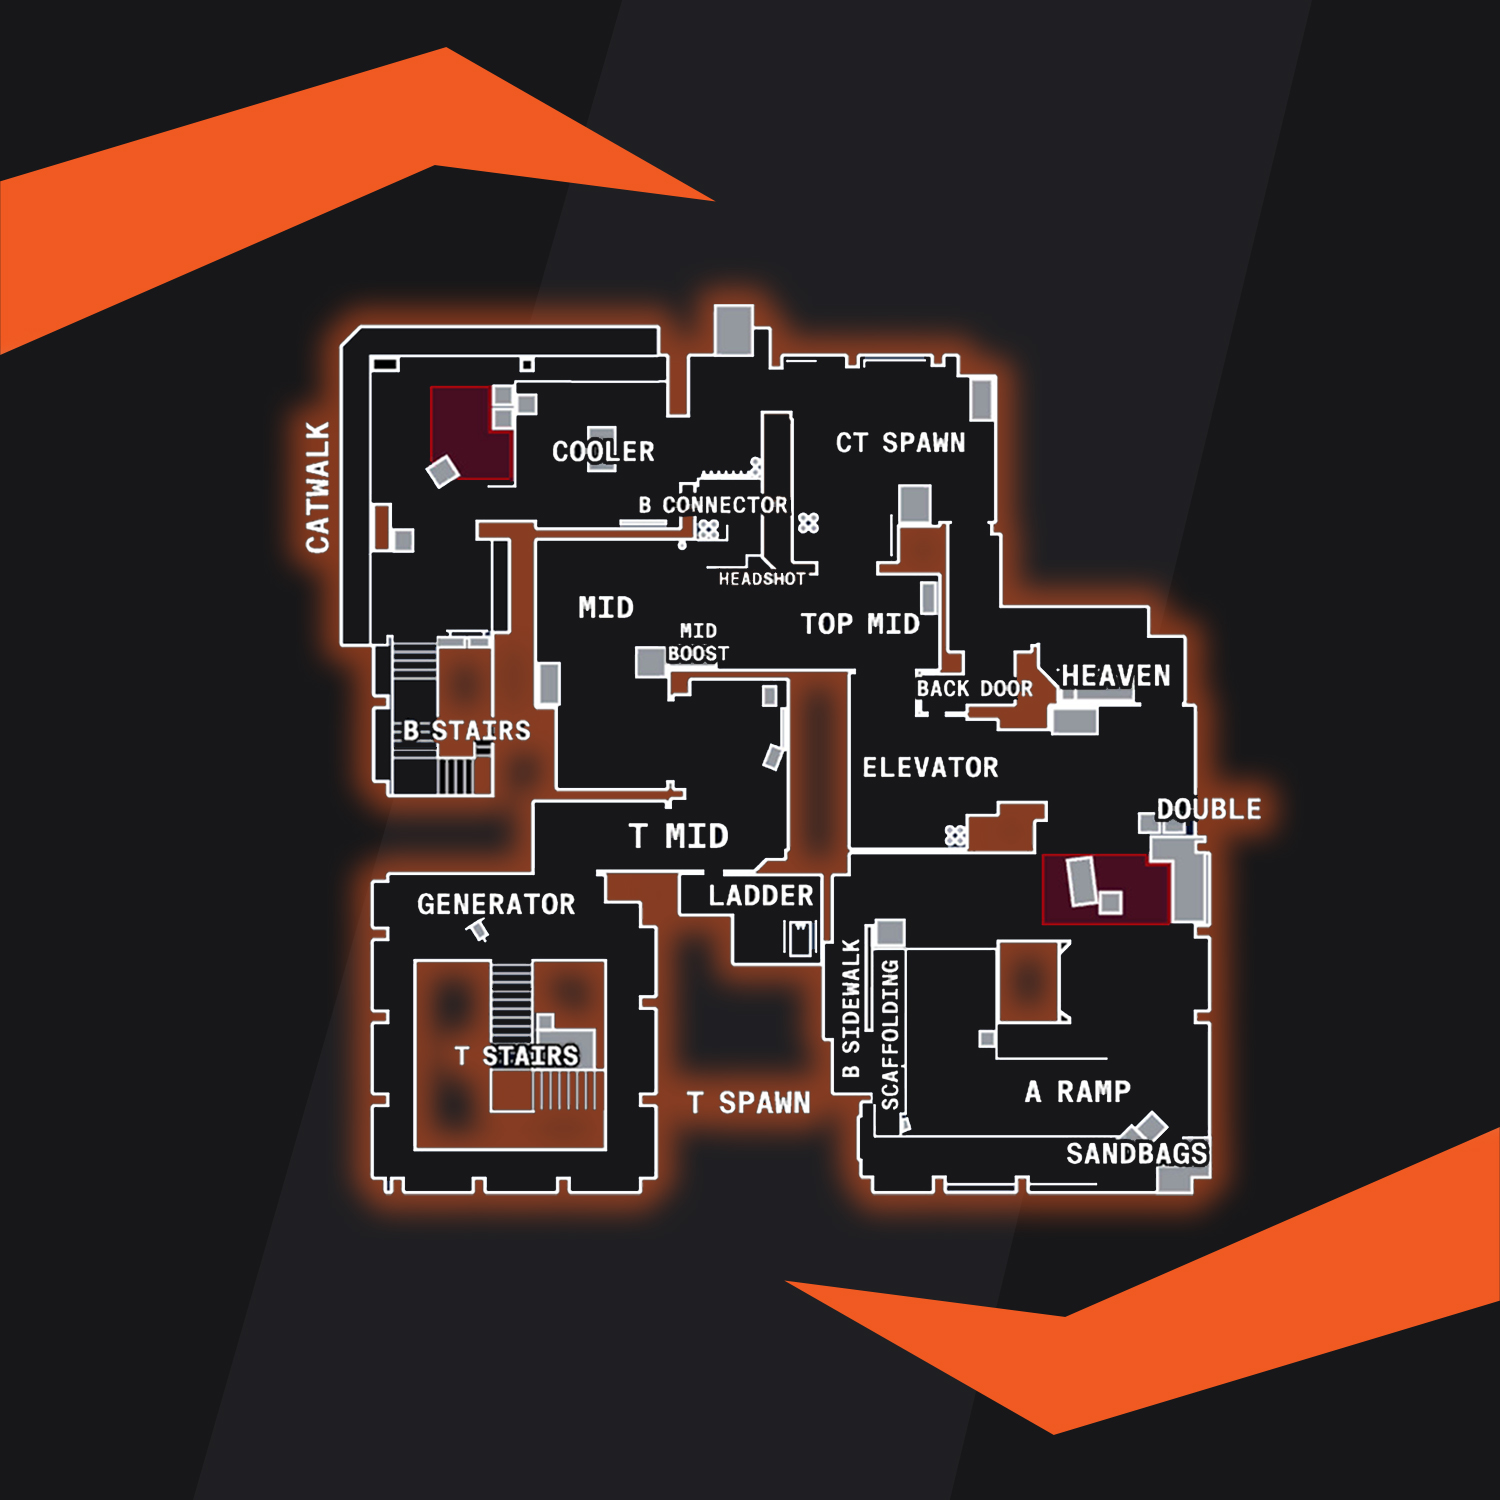 CATWALK
COOLER
CT SPAWN
B CONNECTOR
HEADSHOT
MID
TOP MID
MID
BOOST
HEAVEN
BACK DOOR
B STAIRS
ELEVATOR
DOUBLE
T MID
LADDER
GENERATOR
B SIDEWALK
SCAFFOLDING
T STAIRS
A RAMP
T SPAWN
SANDBAGS